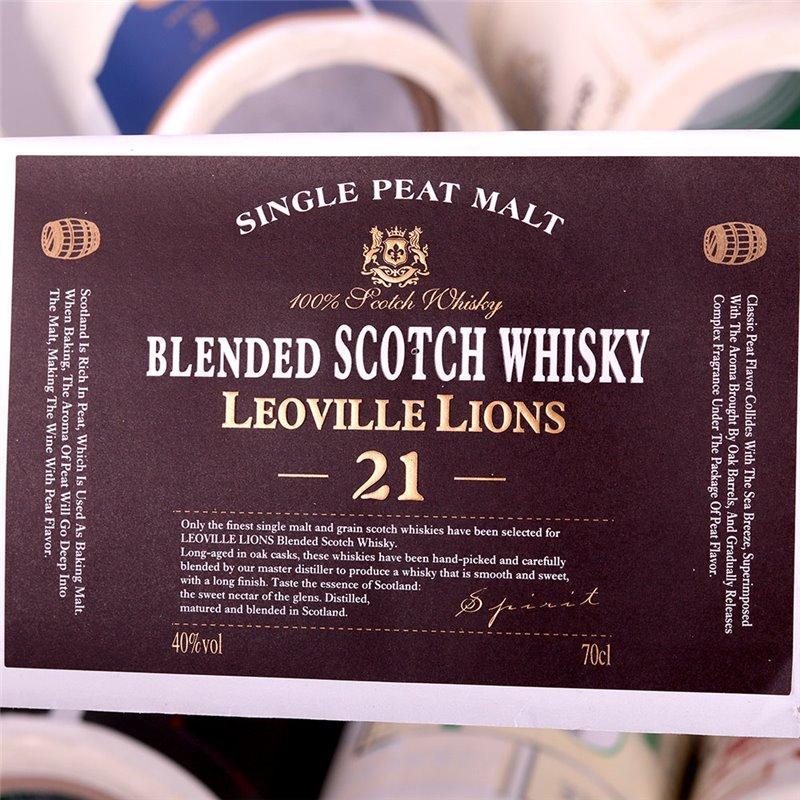 SINGLE PEAT MALT
100% Scotch Whisky
BLENDED SCOTCH WHISKY
LEOVILLE LIONS
21
Only the finest single malt and grain scotch whiskies have been selected for
LEOVILLE LIONS Blended Scotch Whisky.
Long-aged in oak casks, these whiskies have been hand-picked and carefully
blended by our master distiller to produce a whisky that is smooth and sweet,
with a long finish. Taste the essence of Scotland:
the sweet nectar of the glens. Distilled,
matured and blended in Scotland.
Spirit
40%vol
70cl
Scotland Is Rich In Peat, Which Is Used As Baking Malt.
When Baking, The Aroma Of Peat Will Go Deep Into
The Malt, Making The Wine With Peat Flavor.
Classic Peat Flavor Collides With The Sea Breeze, Superimposed
With The Aroma Brought By Oak Barrels, And Gradually Releases
Complex Fragrance Under The Package Of Peat Flavor.